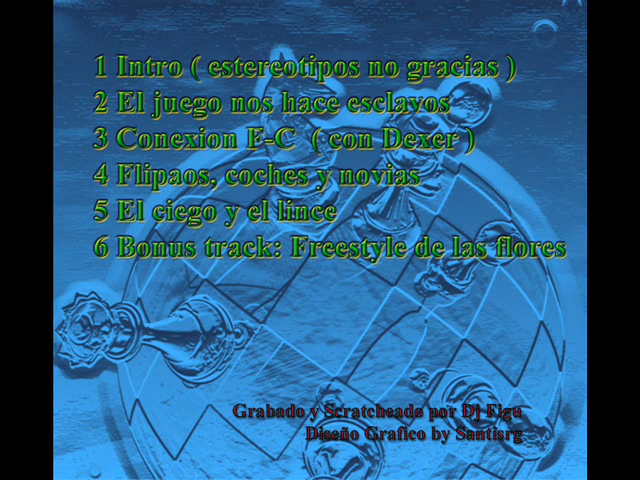 1 Intro ( estereotipos no gracias )
2 El juego nos hace esclavos
3 Conexion F-C ( con Dexer )
4 Flipaos, coches y novias
5 El ciego y el lince
6 Bonus track: Freestyle de las flores
Grabado y Scratcheado por Dj Figu
Diseño Grafico by Santisrg